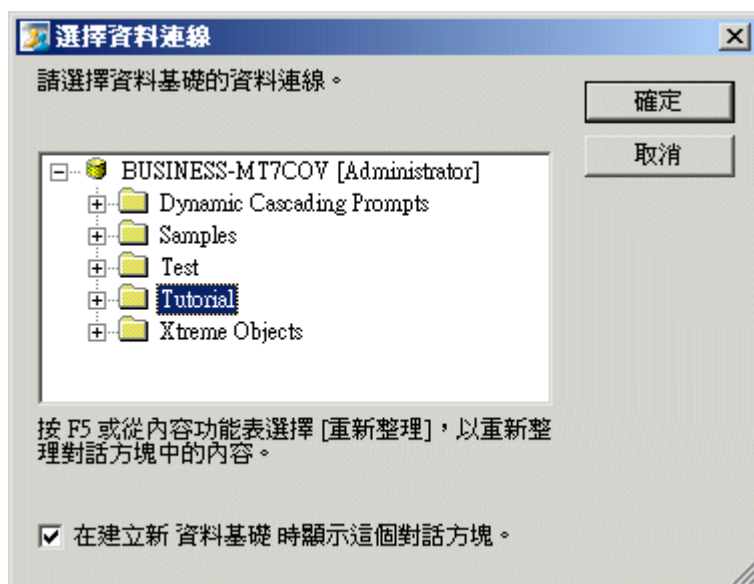 選擇資料連線
請選擇資料基礎的資料連線。
確定
取消
BUSINESS-MT7COV [Administrator]
Dynamic Cascading Prompts
Samples
Test
Tutorial
Xtreme Objects
按 F5 或從內容功能表選擇 [重新整理]，以重新整
理對話方塊中的內容。
在建立新 資料基礎 時顯示這個對話方塊。